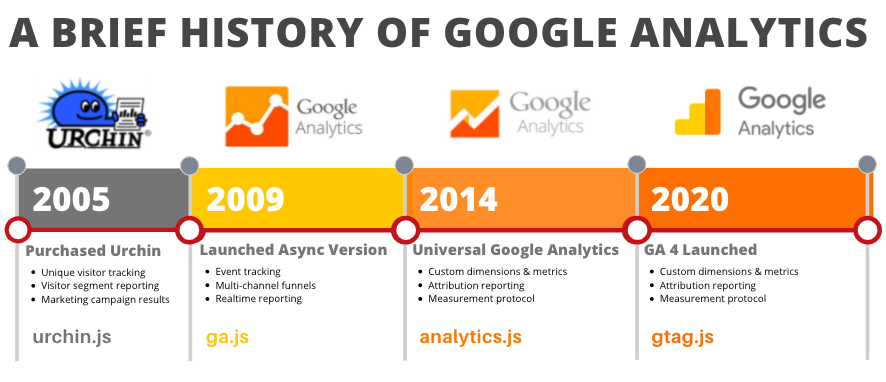 A BRIEF HISTORY OF GOOGLE ANALYTICS
URCHIN®
Google
Analytics
Google
Analytics
Google
Analytics
2005
2009
2014
2020
Purchased Urchin
• Unique visitor tracking
• Visitor segment reporting
• Marketing campaign results
urchin.js
Launched Async Version
• Event tracking
• Multi-channel funnels
• Realtime reporting
ga.js
Universal Google Analytics
• Custom dimensions & metrics
• Attribution reporting
• Measurement protocol
analytics.js
GA 4 Launched
• Custom dimensions & metrics
• Attribution reporting
• Measurement protocol
gtag.js